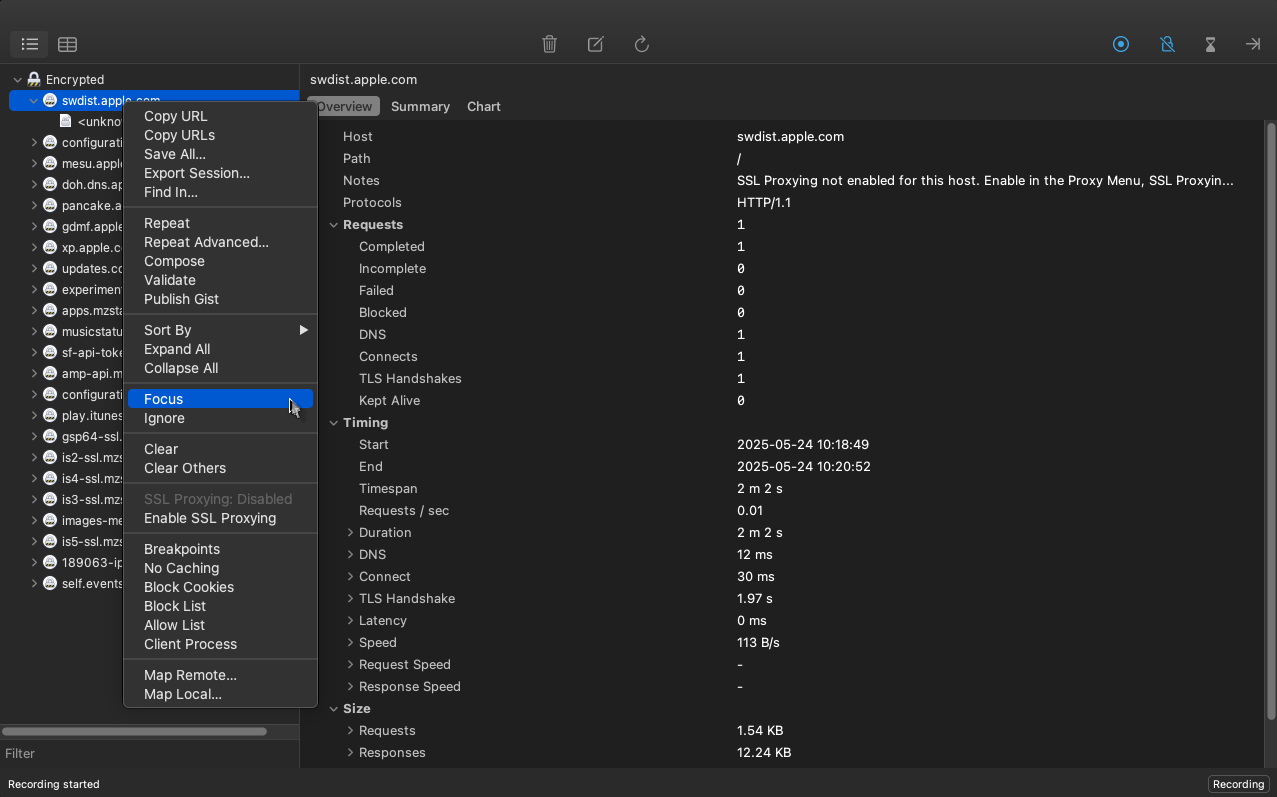 Encrypted
swdist.apple.com
<unkno
configurati
mesu.apple
doh.dns.ap
pancake.a
gdmf.apple
xp.apple.c
updates.cd
experimen
apps.mzsta
musicstatu
sf-api-toke
amp-api.m
configurati
play.itunes
gsp64-ssl.
is2-ssl.mzs
is4-ssl.mzs
is3-ssl.mzs
images-me
is5-ssl.mzs
189063-ip
self.events
Filter
Copy URL
Copy URLs
Save All...
Export Session...
Find In...
Repeat
Repeat Advanced...
Compose
Validate
Publish Gist
Sort By
Expand All
Collapse All
Focus
Ignore
Clear
Clear Others
SSL Proxying: Disabled
Enable SSL Proxying
Breakpoints
No Caching
Block Cookies
Block List
Allow List
Client Process
Map Remote...
Map Local...
swdist.apple.com
Overview Summary Chart
Host swdist.apple.com
Path /
Notes SSL Proxying not enabled for this host. Enable in the Proxy Menu, SSL Proxyin...
Protocols HTTP/1.1
Requests 1
Completed 1
Incomplete 0
Failed 0
Blocked 0
DNS 1
Connects 1
TLS Handshakes 1
Kept Alive 0
Timing
Start 2025-05-24 10:18:49
End 2025-05-24 10:20:52
Timespan 2 m 2 s
Requests / sec 0.01
Duration 2 m 2 s
DNS 12 ms
Connect 30 ms
TLS Handshake 1.97 s
Latency 0 ms
Speed 113 B/s
Request Speed -
Response Speed -
Size
Requests 1.54 KB
Responses 12.24 KB
Recording started
Recording